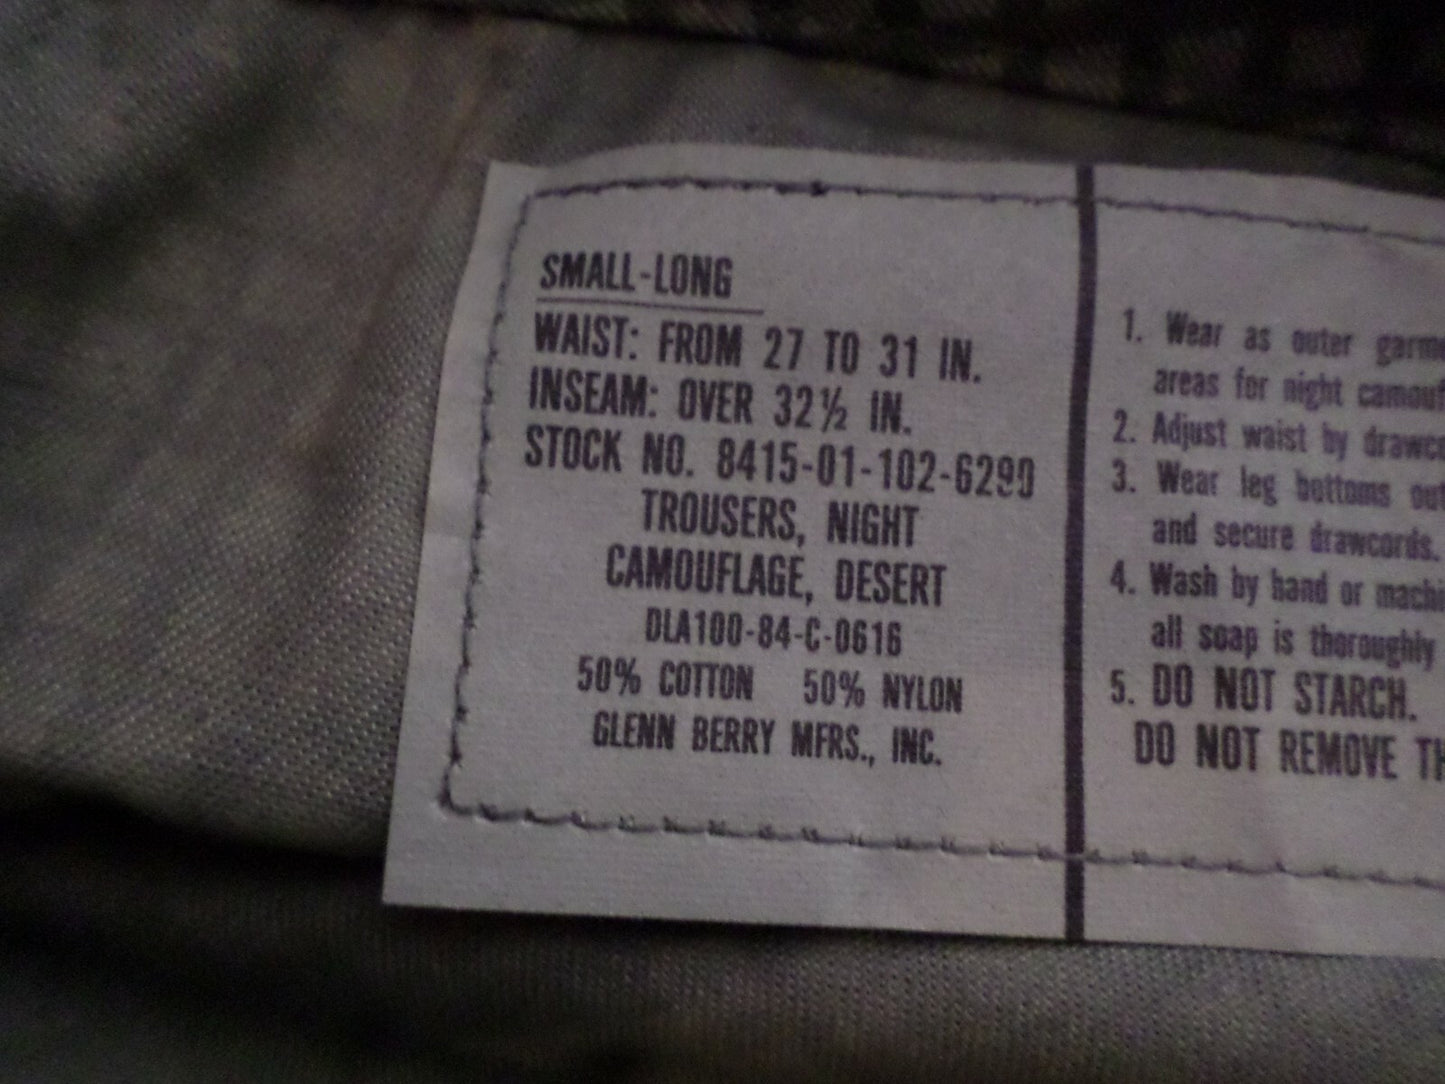 SMALL-LONG
WAIST: FROM 27 TO 31 IN.
INSEAM: OVER 32½ IN.
STOCK NO. 8415-01-102-6290
TROUSERS, NIGHT
CAMOUFLAGE, DESERT
DLA100-84-C-0616
50% COTTON 50% NYLON
GLENN BERRY MFRS., INC.
1. Wear as outer
areas for night
2. Adjust waist by
3. Wear leg bottoms
and secure drawcords.
4. Wash by hand or
all soap is thoroughly
5. DO NOT STARCH.
DO NOT REMOVE